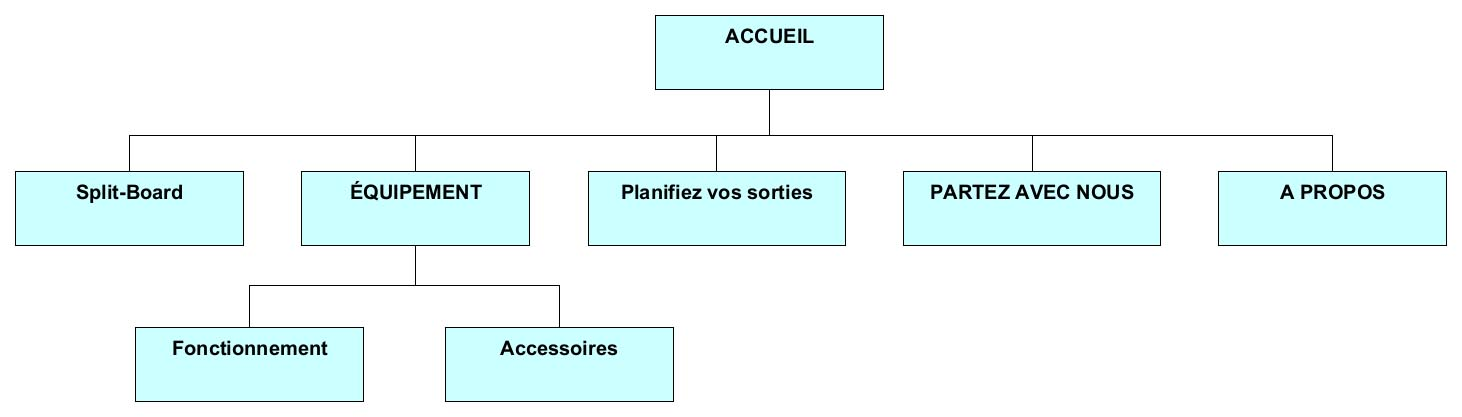 ACCUEIL
Split-Board
ÉQUIPEMENT
Planifiez vos sorties
PARTEZ AVEC NOUS
A PROPOS
Fonctionnement
Accessoires